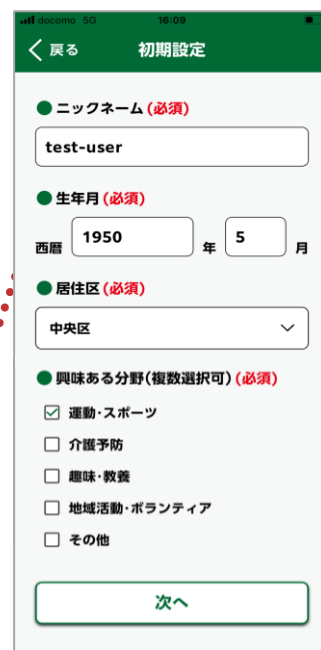 docomo 5G 16:09
戻る 初期設定
ニックネーム(必須)
test-user
生年月(必須)
西暦 1950 年 5 月
居住区(必須)
中央区
興味ある分野(複数選択可)(必須)
運動・スポーツ
介護予防
趣味・教養
地域活動・ボランティア
その他
次へ